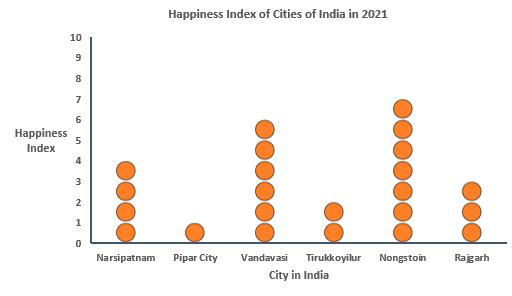 Happiness Index of Cities of India in 2021
10
9
8
7
6
5
4
3
2
1
0
Happiness
Index
Narsipatnam Pipar City Vandavasi Tirukkoyilur Nongstoin Rajgarh
City in India